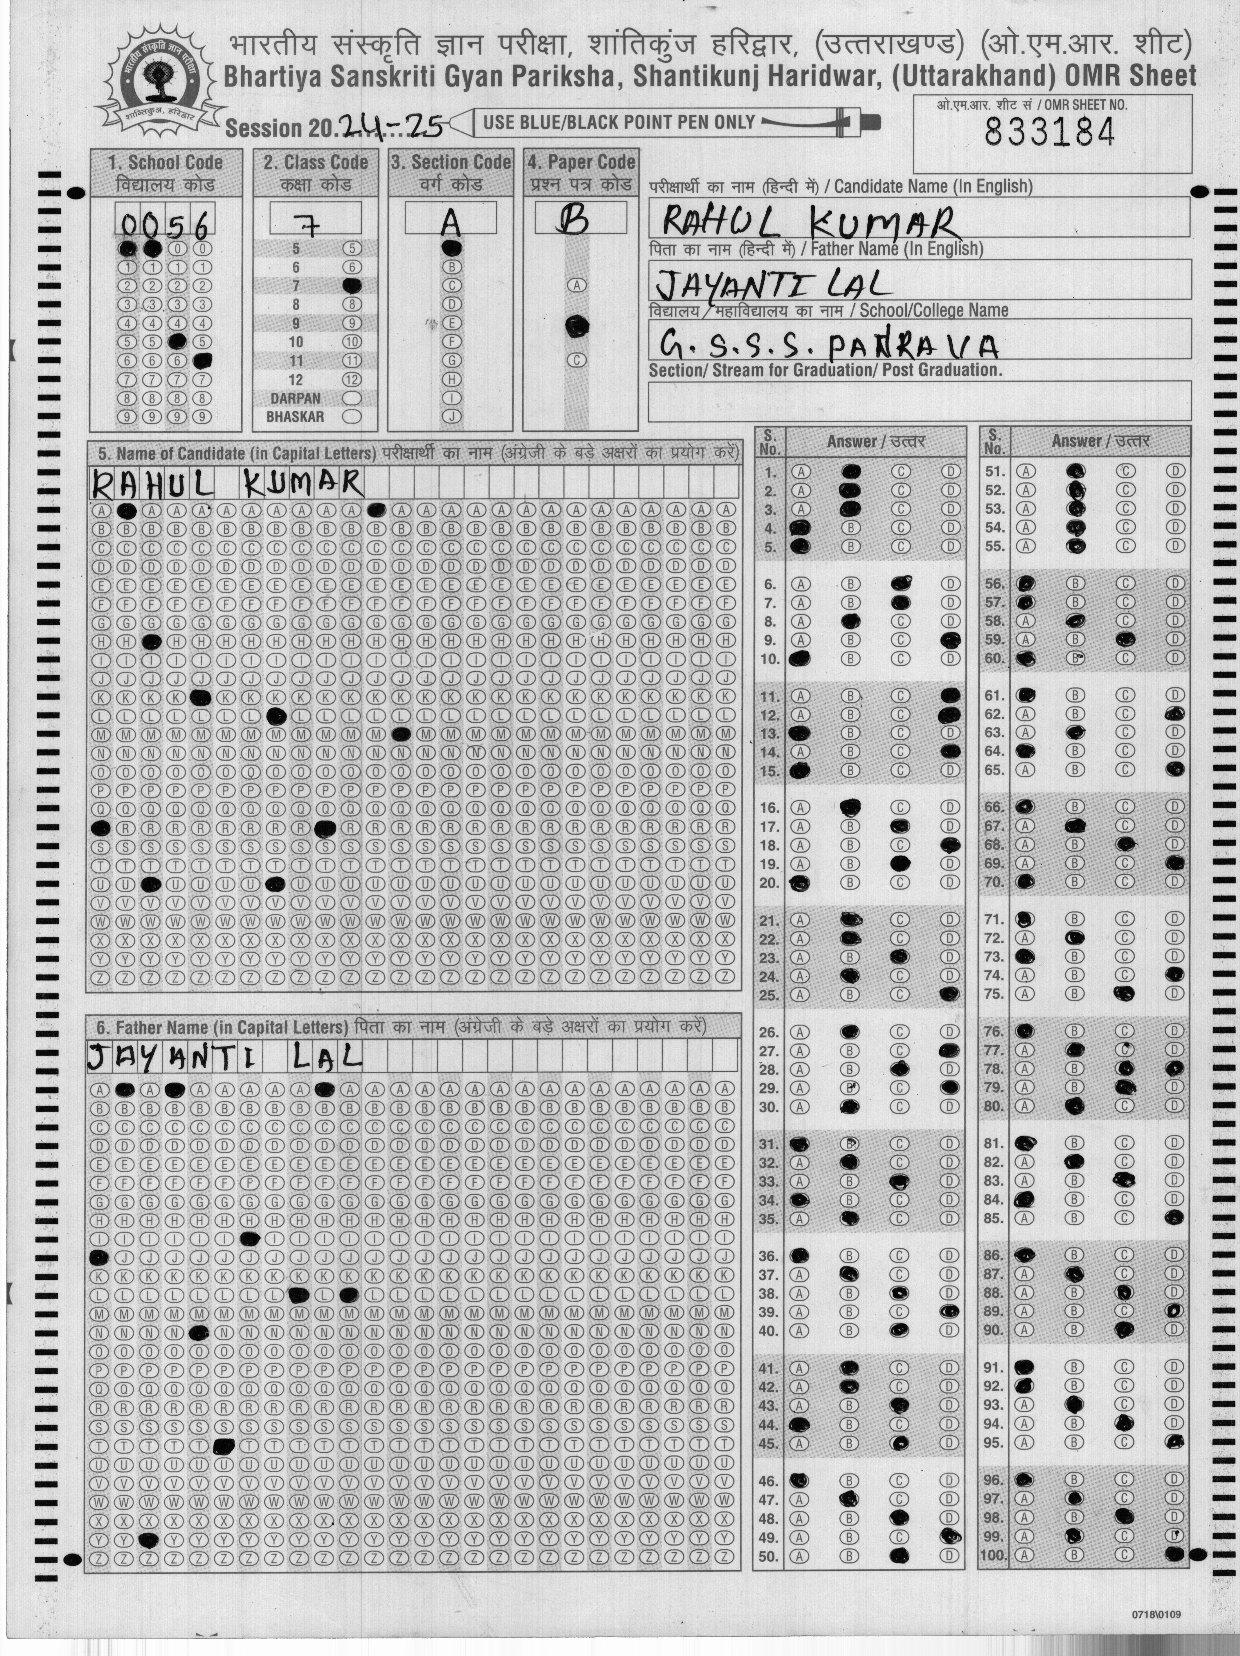 भारतीय संस्कृति ज्ञान परीक्षा, शांतिकुंज हरिद्वार, (उत्तराखण्ड) (ओ.एम.आर. शीट)
Bhartiya Sanskriti Gyan Pariksha, Shantikunj Haridwar, (Uttarakhand) OMR Sheet
Session 20 24-25
USE BLUE/BLACK POINT PEN ONLY
ओ.एम.आर. शीट सं / OMR SHEET NO.
833184
1. School Code
विद्यालय कोड
0056
2. Class Code
कक्षा कोड
7
5
6
7
8
9
10
11
12
DARPAN
BHASKAR
3. Section Code
वर्ग कोड
A
4. Paper Code
प्रश्न पत्र कोड
B
परीक्षार्थी का नाम (हिन्दी में) / Candidate Name (In English)
RAHUL KUMAR
पिता का नाम (हिन्दी में) / Father Name (In English)
JAYANTI LAL
विद्यालय / महाविद्यालय का नाम / School/College Name
G.S.S.S. PANRAVA
Section/ Stream for Graduation/ Post Graduation.
5. Name of Candidate (in Capital Letters) परीक्षार्थी का नाम (अंग्रेजी के बड़े अक्षरों का प्रयोग करें)
RAHUL KUMAR
6. Father Name (in Capital Letters) पिता का नाम (अंग्रेजी के बड़े अक्षरों का प्रयोग करें)
JAYANTI LAL
S. No. Answer / उत्तर
S. No. Answer / उत्तर
0718\0109